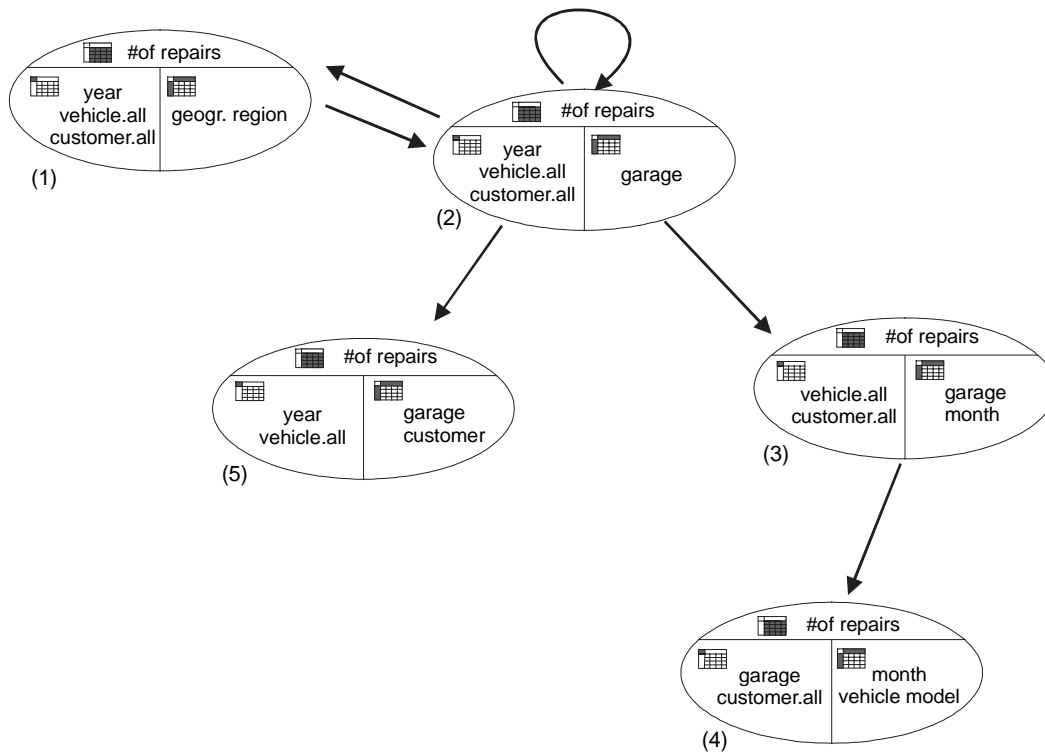 #of repairs
year
vehicle.all
customer.all
geogr. region
(1)
#of repairs
year
vehicle.all
customer.all
garage
(2)
#of repairs
year
vehicle.all
garage
customer
(5)
#of repairs
vehicle.all
customer.all
garage
month
(3)
#of repairs
garage
customer.all
month
vehicle model
(4)